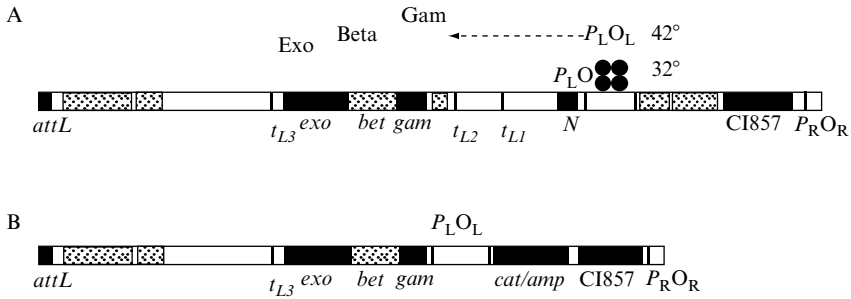 A
Gam
Beta
Exo
PLOL 42°
PLO 32°
attL tL3 exo bet gam tL2 tL1 N CI857 PROR
B
PLOL
attL tL3 exo bet gam cat/amp CI857 PROR